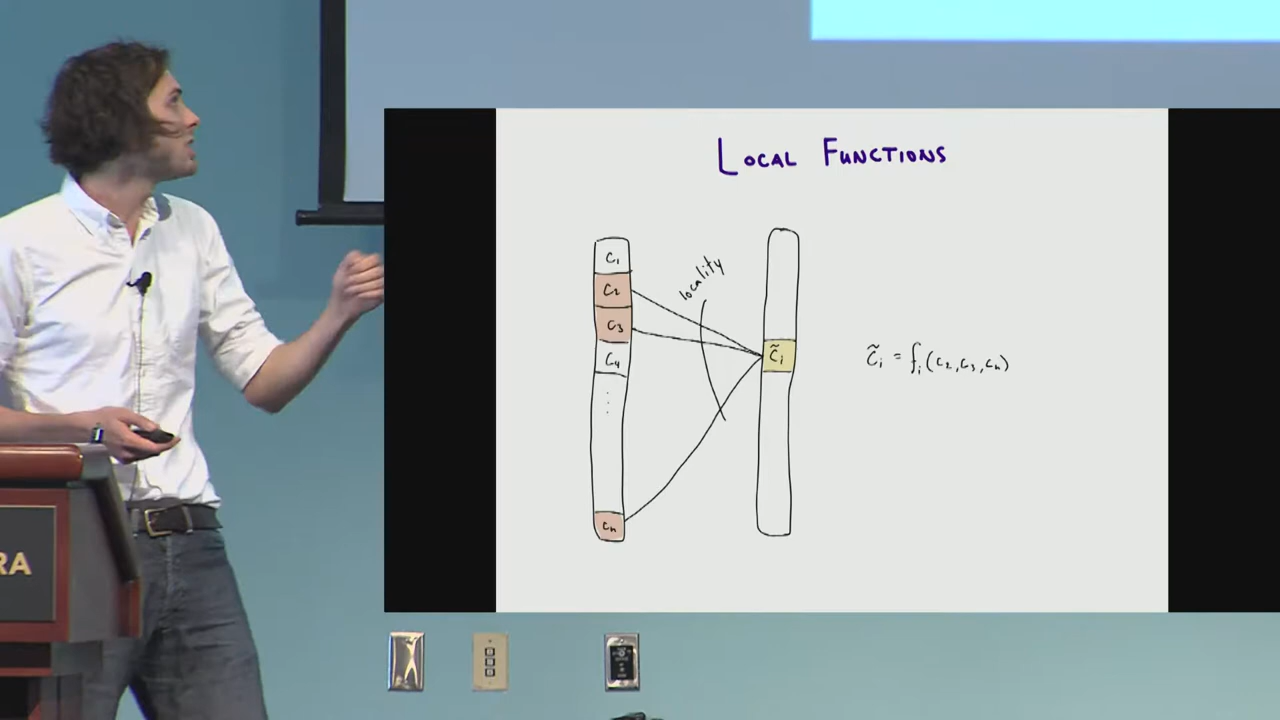 LOCAL FUNCTIONS
c₁
c₂
c₃
c₄
⋮
cₙ
locality
c̃ᵢ
c̃ᵢ = fᵢ(c₂,c₃,cₙ)
RA